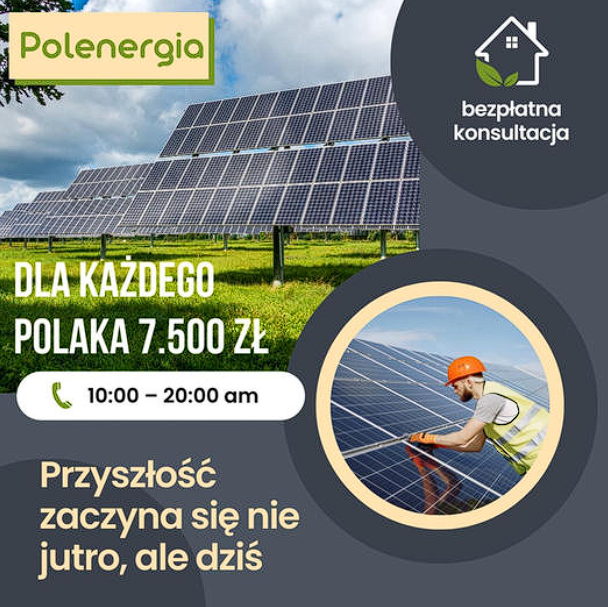 Polenergia
bezpłatna
konsultacja
DLA KAŻDEGO
POLAKA 7.500 ZŁ
10:00 – 20:00 am
Przyszłość
zaczyna się nie
jutro, ale dziś